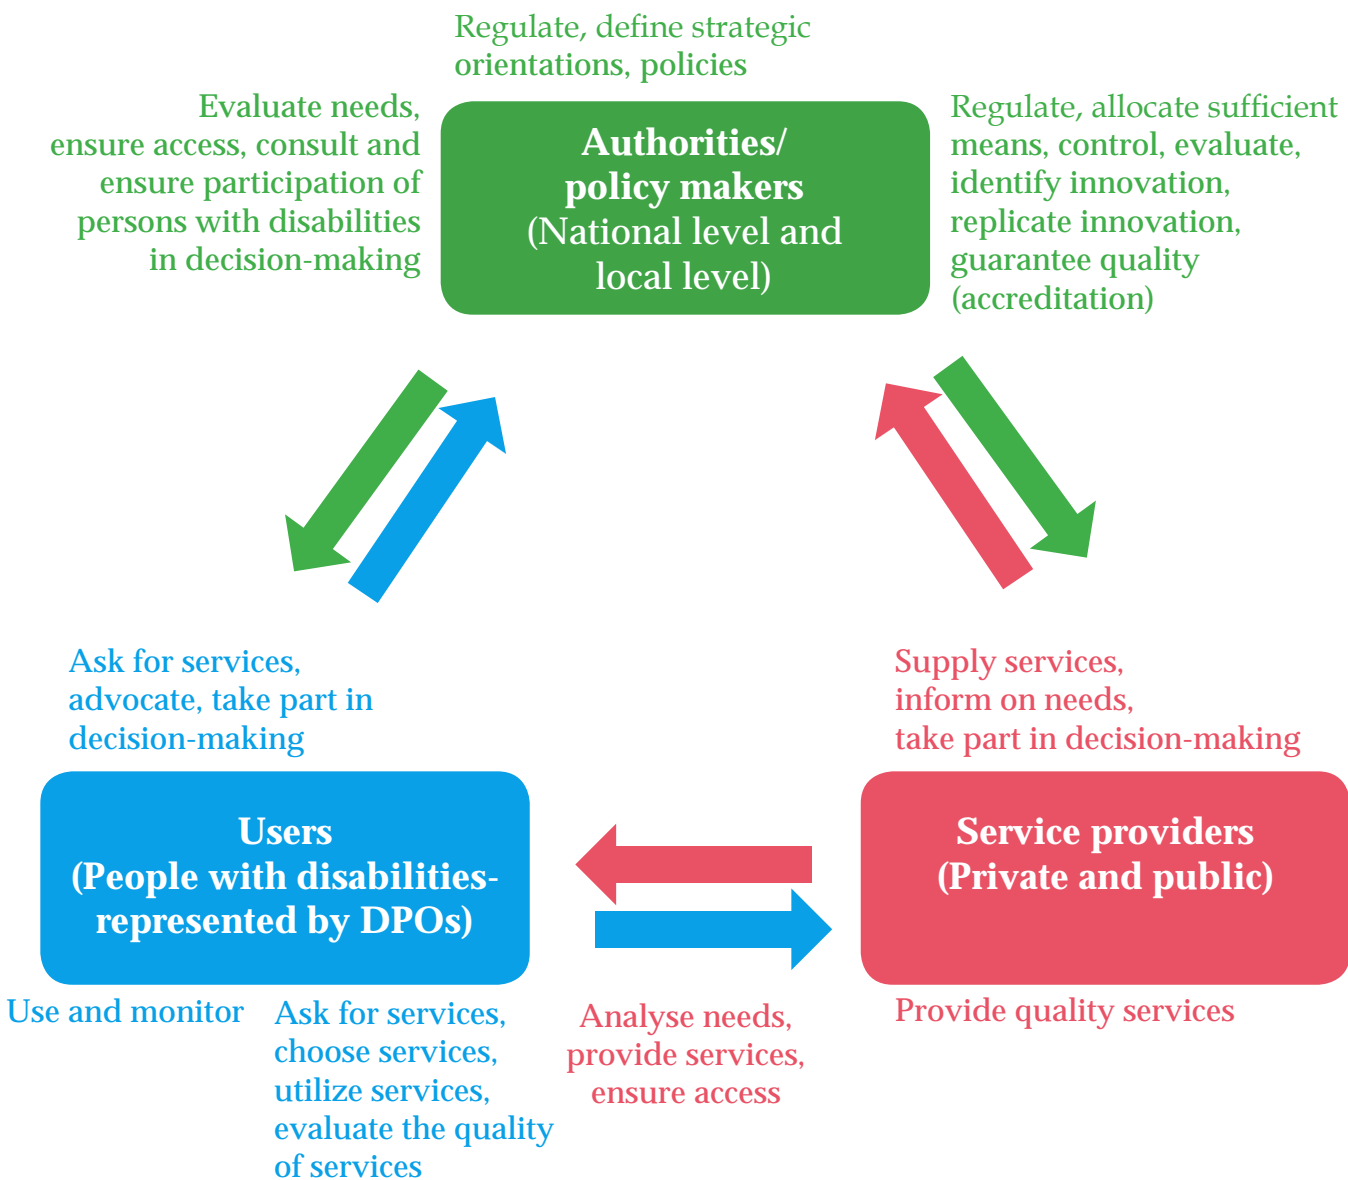 Regulate, define strategic
orientations, policies
Evaluate needs,
ensure access, consult and
ensure participation of
persons with disabilities
in decision-making
Authorities/
policy makers
(National level and
local level)
Regulate, allocate sufficient
means, control, evaluate,
identify innovation,
replicate innovation,
guarantee quality
(accreditation)
Ask for services,
advocate, take part in
decision-making
Supply services,
inform on needs,
take part in decision-making
Users
(People with disabilities-
represented by DPOs)
Service providers
(Private and public)
Use and monitor
Ask for services,
choose services,
utilize services,
evaluate the quality
of services
Analyse needs,
provide services,
ensure access
Provide quality services